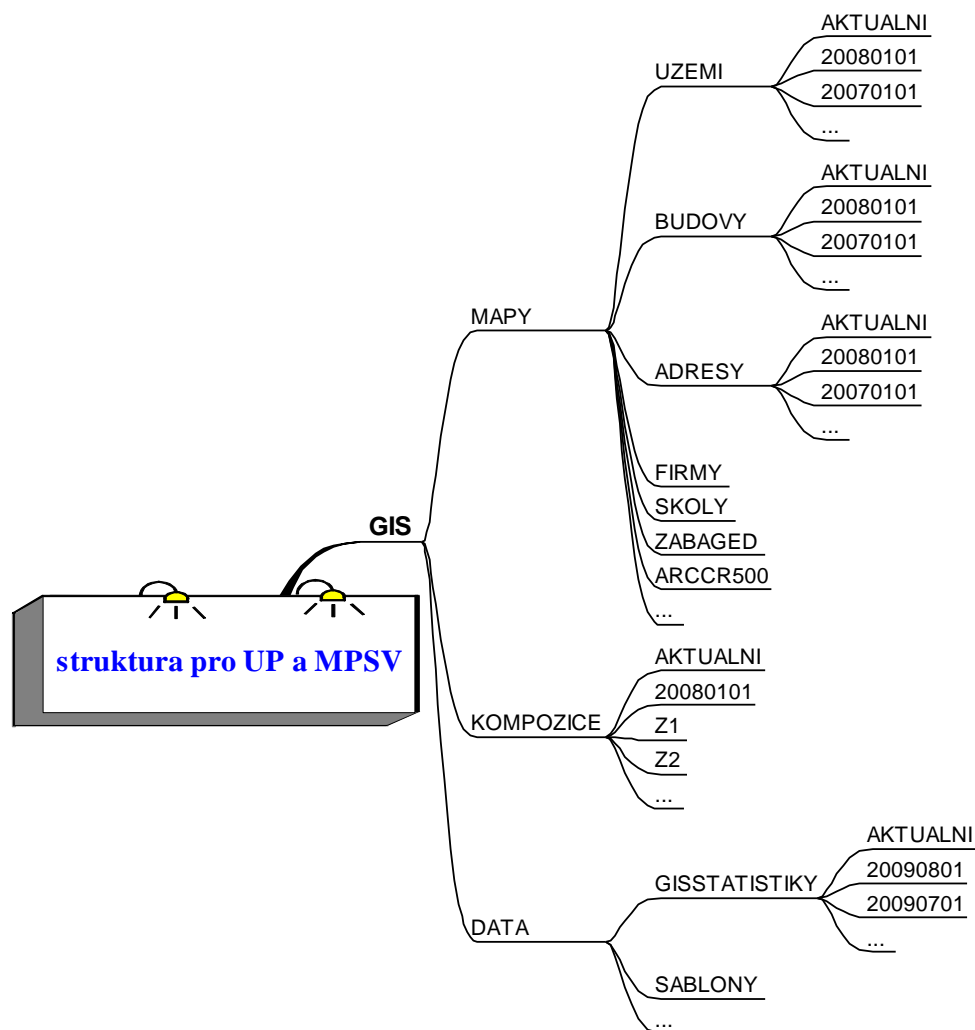 struktura pro UP a MPSV
GIS
MAPY
UZEMI
AKTUALNI
20080101
20070101
...
BUDOVY
AKTUALNI
20080101
20070101
...
ADRESY
AKTUALNI
20080101
20070101
...
FIRMY
SKOLY
ZABAGED
ARCCR500
...
KOMPOZICE
AKTUALNI
20080101
Z1
Z2
...
DATA
GISSTATISTIKY
AKTUALNI
20090801
20090701
...
SABLONY
...